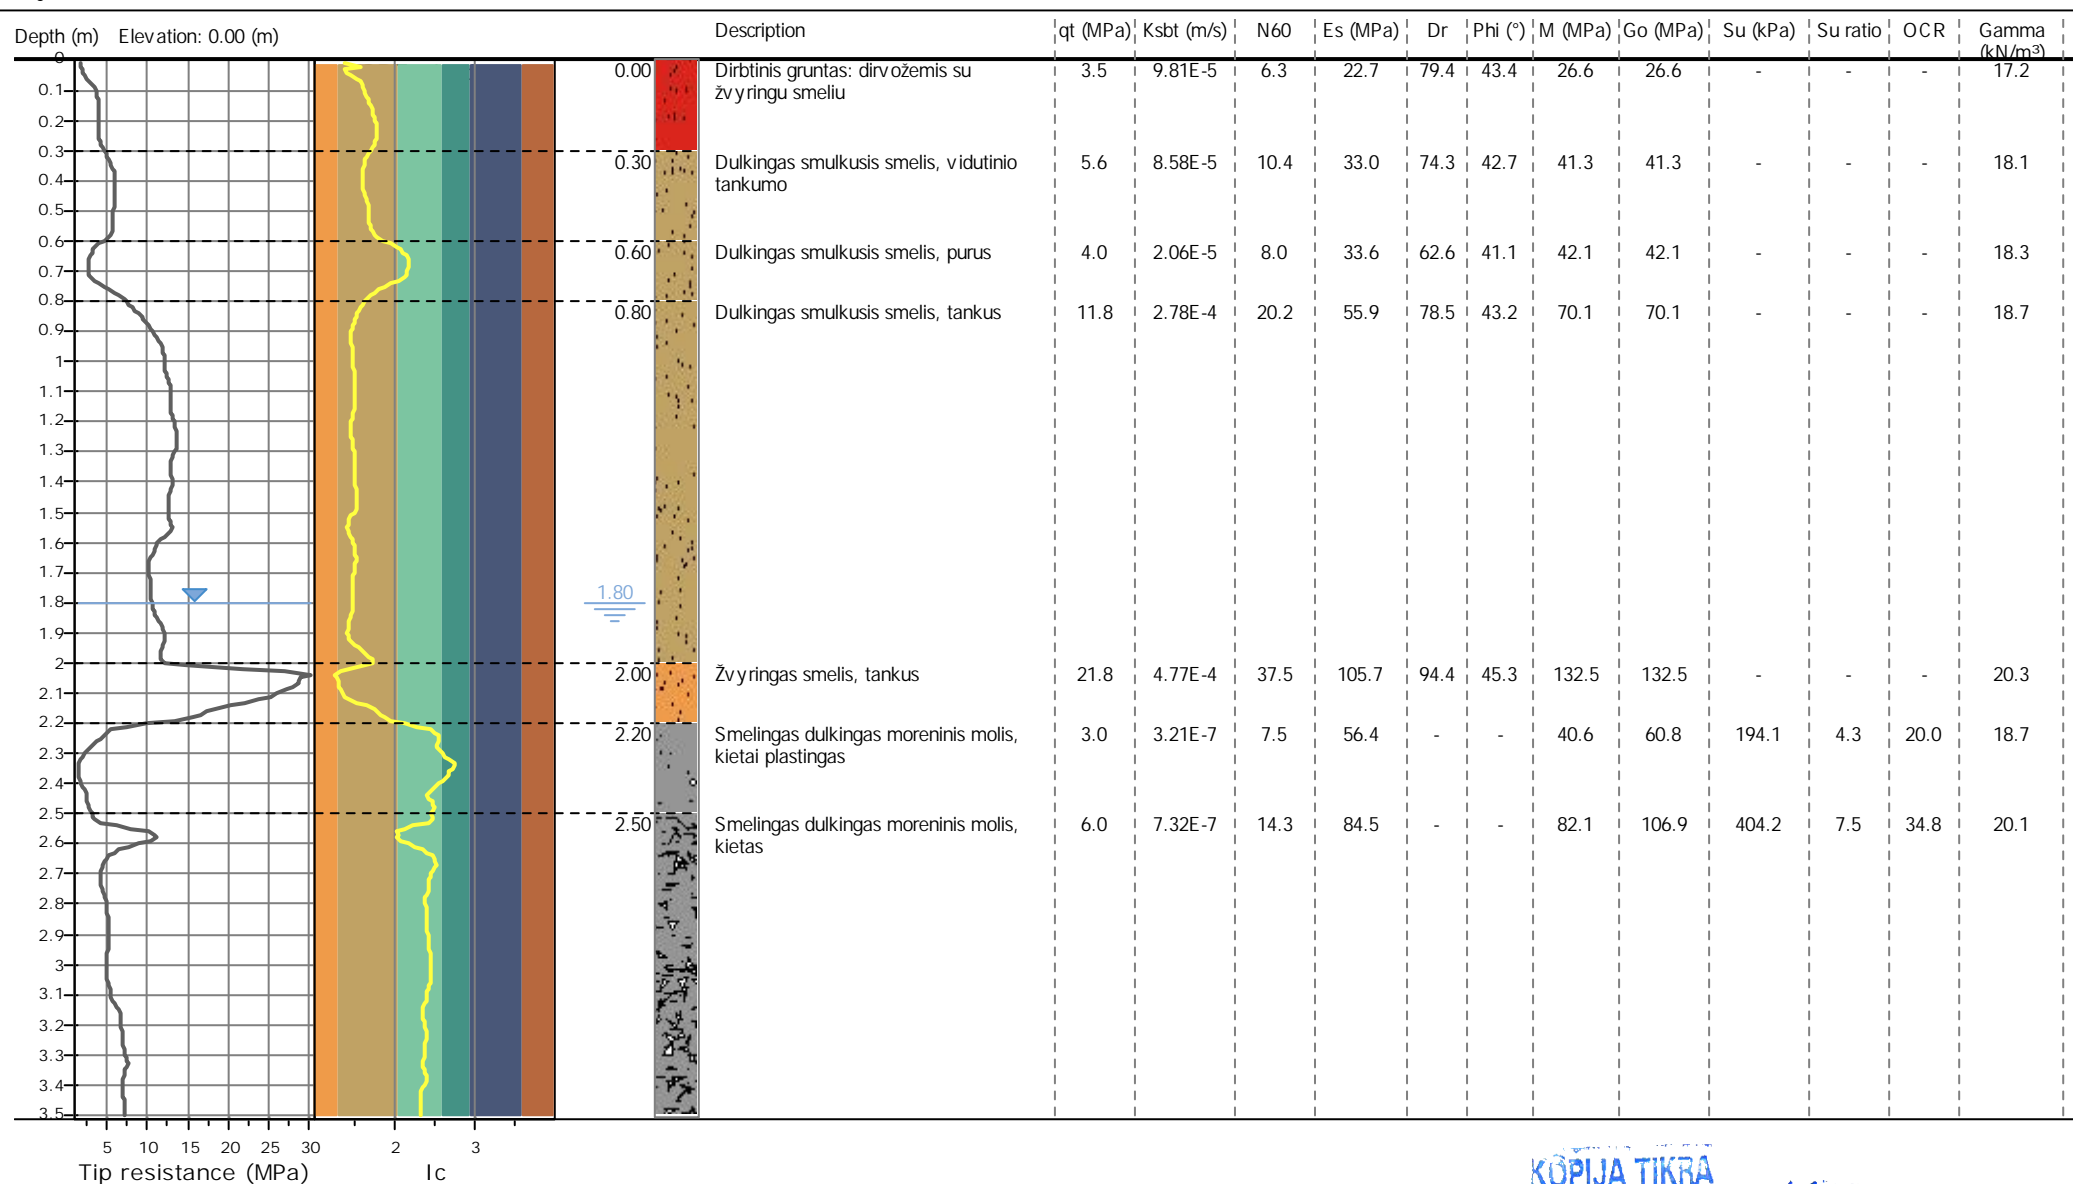 Depth (m) Elevation: 0.00 (m)
Description
qt (MPa) Ksbt (m/s) N60 Es (MPa) Dr Phi (°) M (MPa) Go (MPa) Su (kPa) Su ratio OCR Gamma
(kN/m³)
0
0.00 Dirbtinis gruntas: dirvožemis su 3.5 9.81E-5 6.3 22.7 79.4 43.4 26.6 26.6 - - - 17.2
žvyringu smeliu
0.1
0.2
0.3
0.30 Dulkingas smulkusis smelis, vidutinio 5.6 8.58E-5 10.4 33.0 74.3 42.7 41.3 41.3 - - - 18.1
tankumo
0.4
0.5
0.6
0.60 Dulkingas smulkusis smelis, purus 4.0 2.06E-5 8.0 33.6 62.6 41.1 42.1 42.1 - - - 18.3
0.7
0.8
0.80 Dulkingas smulkusis smelis, tankus 11.8 2.78E-4 20.2 55.9 78.5 43.2 70.1 70.1 - - - 18.7
0.9
1
1.1
1.2
1.3
1.4
1.5
1.6
1.7
1.80
1.8
1.9
2
2.00 Žvyringas smelis, tankus 21.8 4.77E-4 37.5 105.7 94.4 45.3 132.5 132.5 - - - 20.3
2.1
2.2
2.20 Smelingas dulkingas moreninis molis, 3.0 3.21E-7 7.5 56.4 - - 40.6 60.8 194.1 4.3 20.0 18.7
kietai plastingas
2.3
2.4
2.5
2.50 Smelingas dulkingas moreninis molis, 6.0 7.32E-7 14.3 84.5 - - 82.1 106.9 404.2 7.5 34.8 20.1
kietas
2.6
2.7
2.8
2.9
3
3.1
3.2
3.3
3.4
3.5
5 10 15 20 25 30 2 3
Tip resistance (MPa) Ic
KOPIJA TIKRA